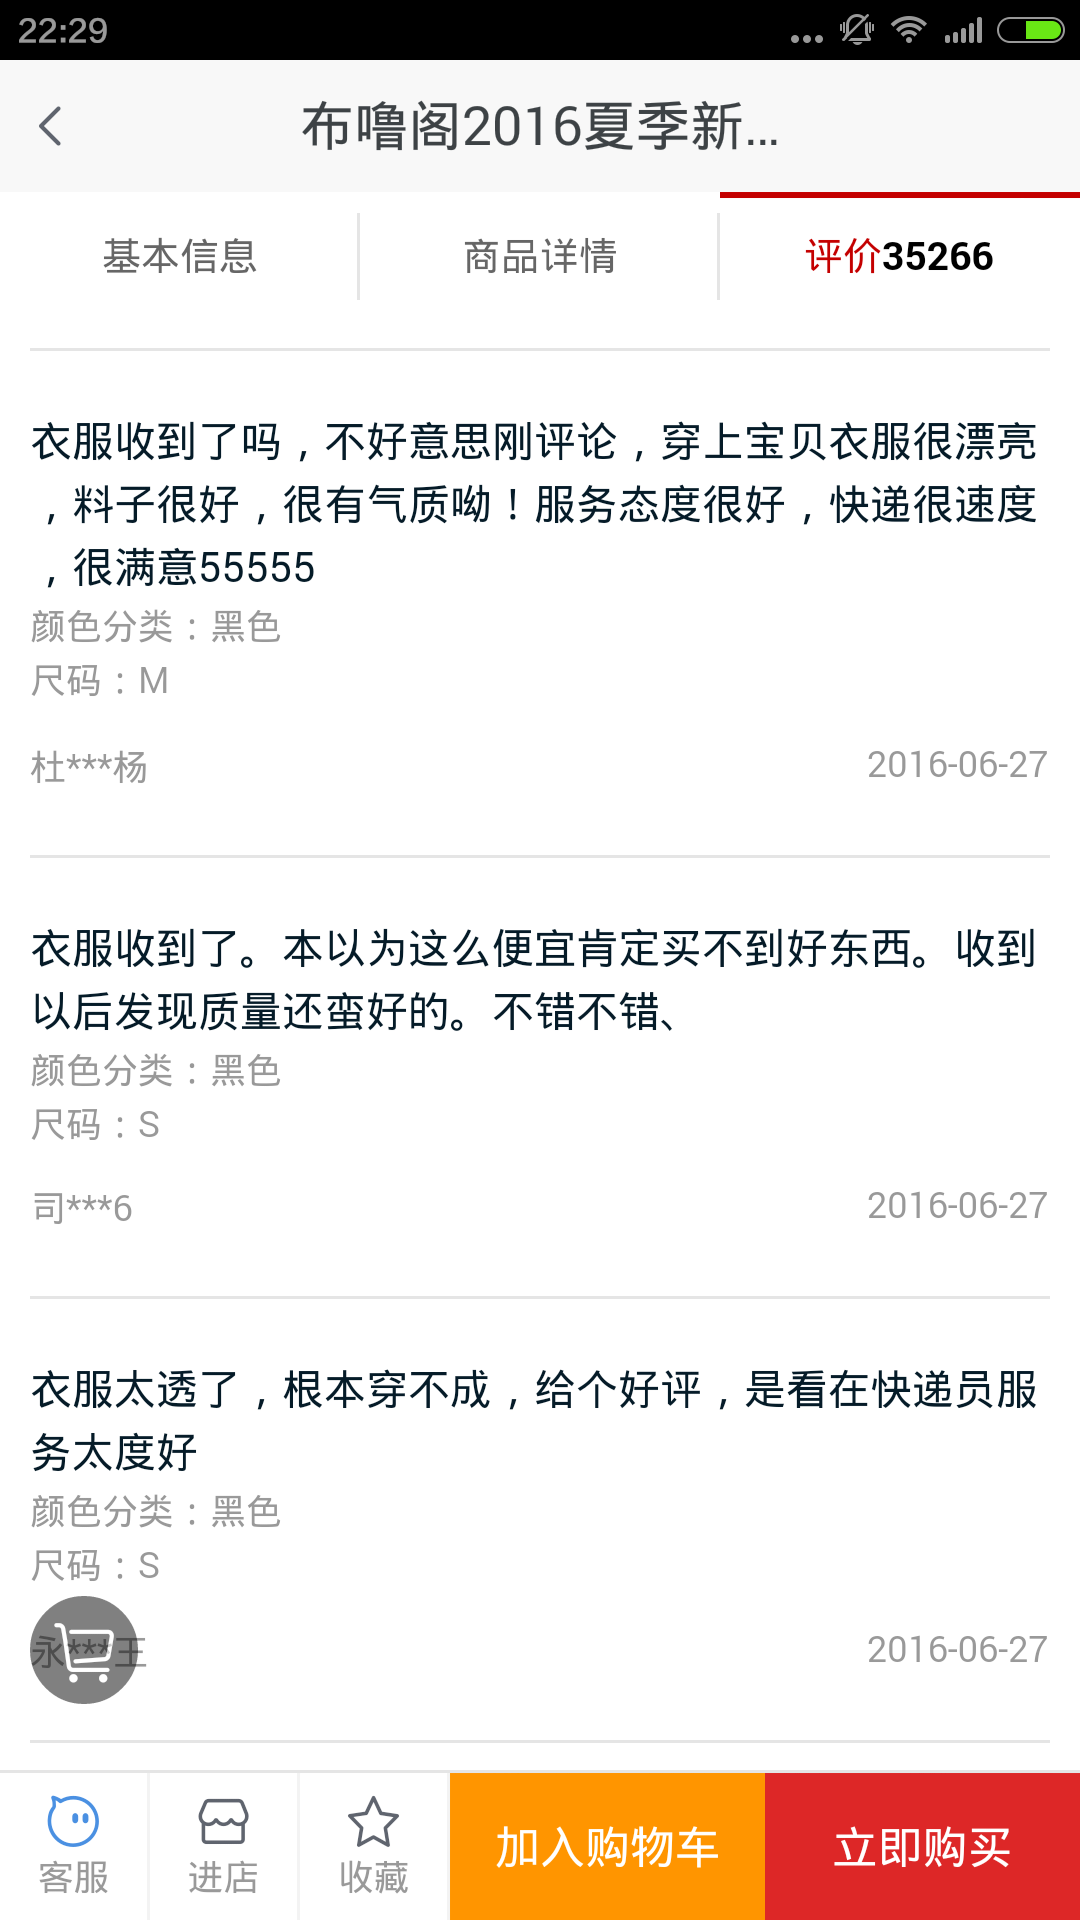 22:29
布噜阁2016夏季新...
基本信息
商品详情
评价35266
衣服收到了吗，不好意思刚评论，穿上宝贝衣服很漂亮
，料子很好，很有气质呦！服务态度很好，快递很速度
，很满意55555
颜色分类：黑色
尺码：M
杜***杨
2016-06-27
衣服收到了。本以为这么便宜肯定买不到好东西。收到
以后发现质量还蛮好的。不错不错、
颜色分类：黑色
尺码：S
司***6
2016-06-27
衣服太透了，根本穿不成，给个好评，是看在快递员服
务太度好
颜色分类：黑色
尺码：S
永***王
2016-06-27
客服
进店
收藏
加入购物车
立即购买